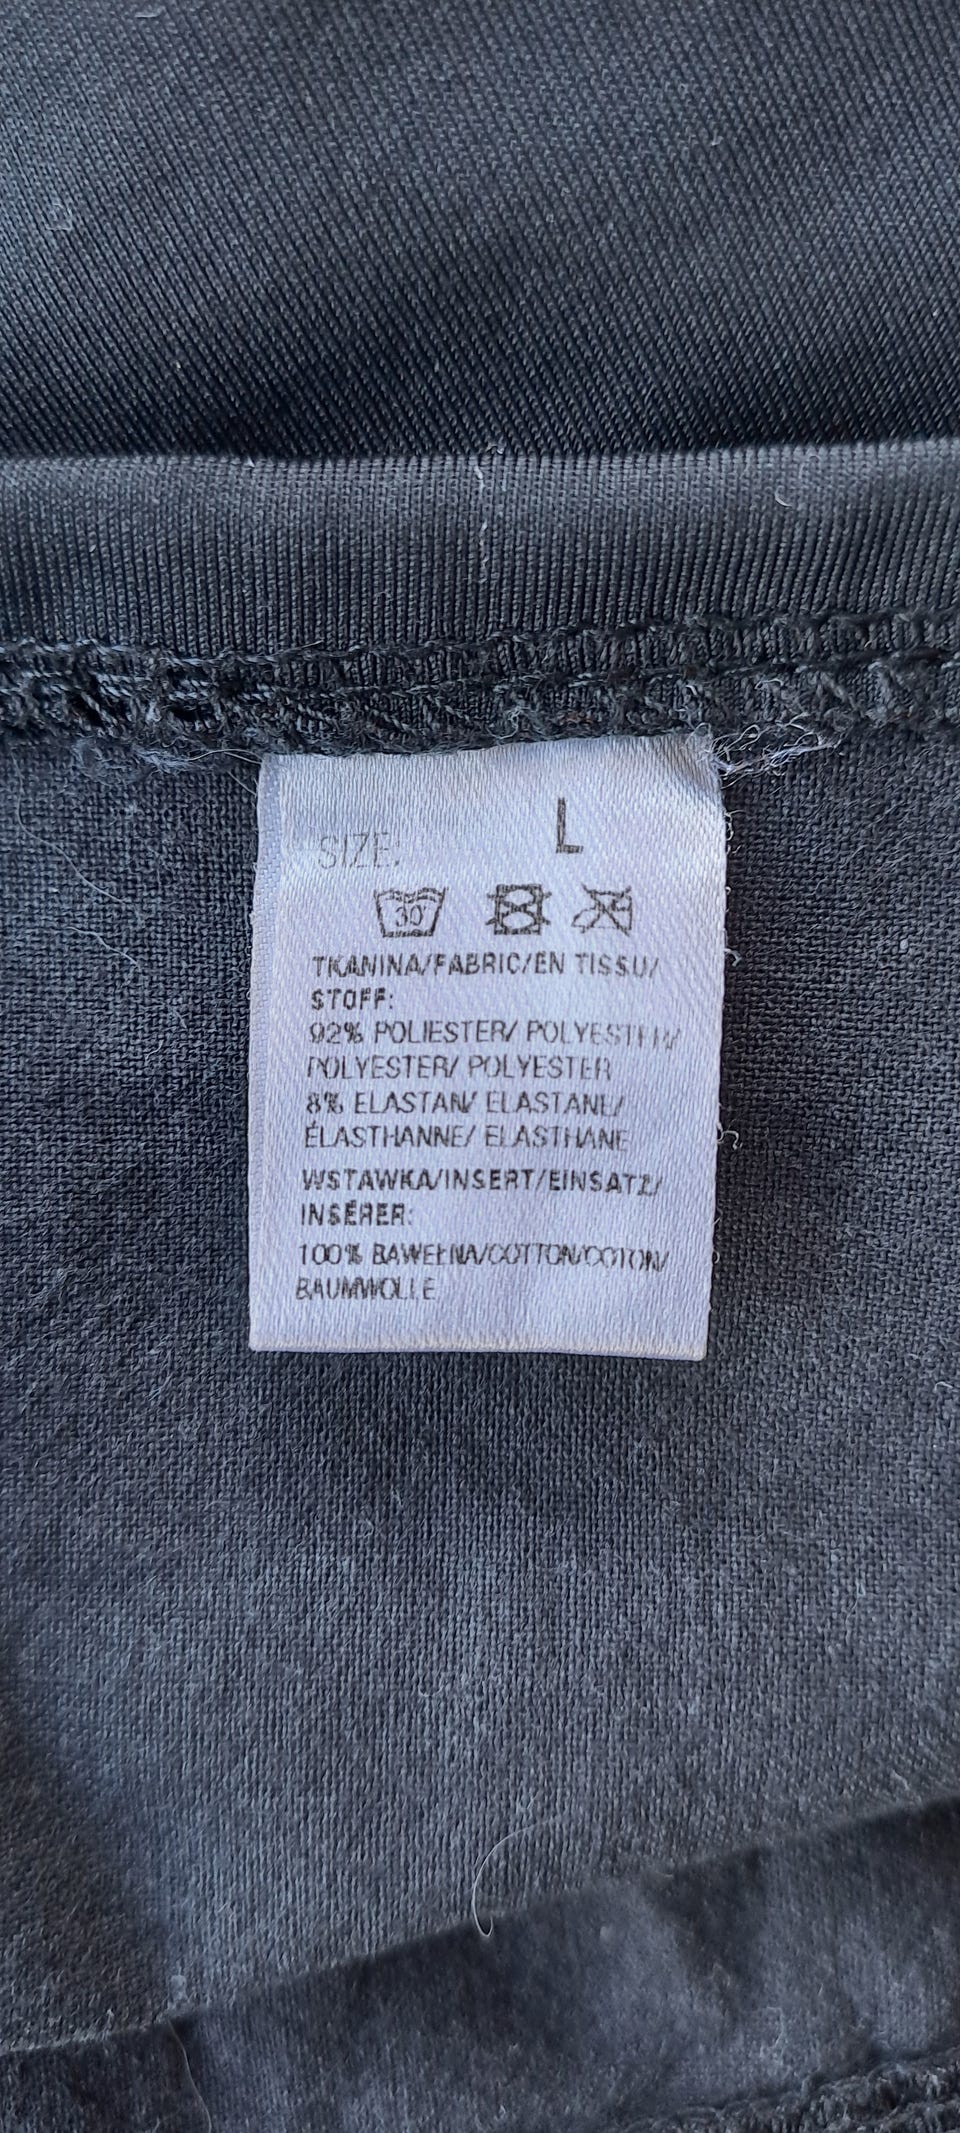 SIZE: L
30°
TKANINA/FABRIC/EN TISSU/
STOFF:
92% POLIESTER/ POLYESTER/
POLYESTER/ POLYESTER
8% ELASTAN/ ELASTANE/
ÉLASTHANNE/ ELASTHANE
WSTAWKA/INSERT/EINSATZ/
INSÉRER:
100% BAWEŁNA/COTTON/COTON/
BAUMWOLLE